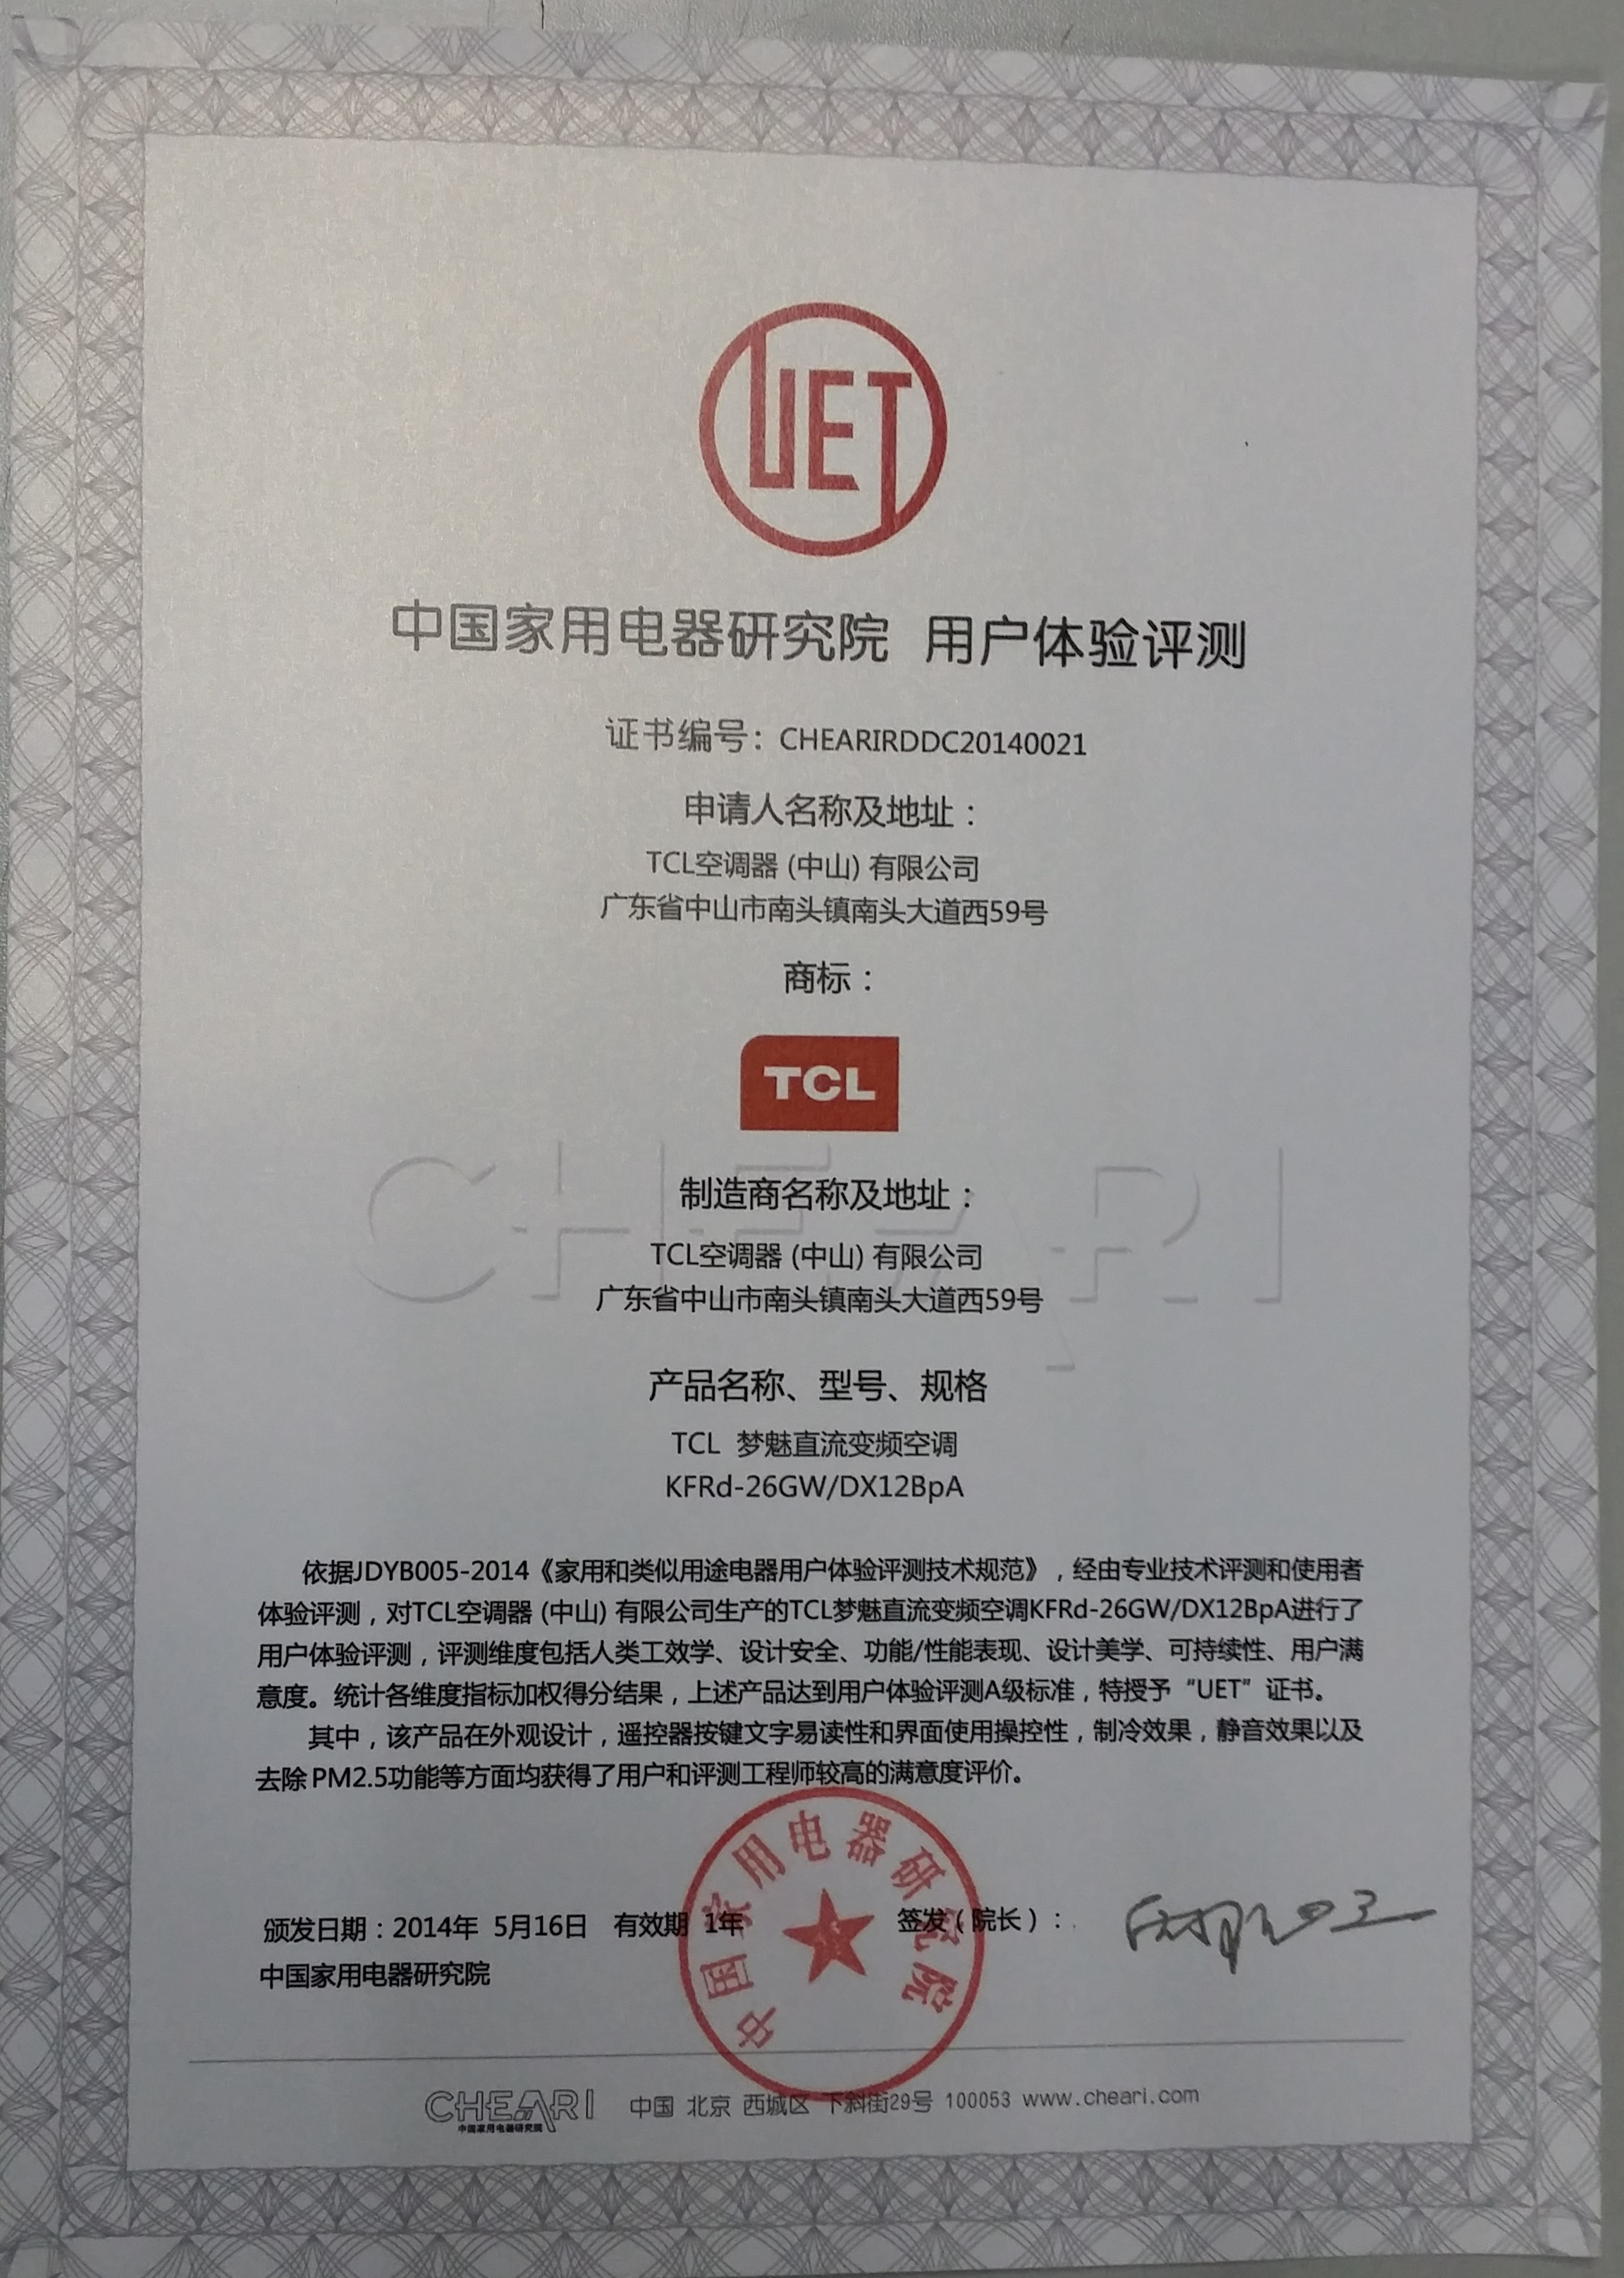 UET
中国家用电器研究院 用户体验评测
证书编号：CHEARIRDDC20140021
申请人名称及地址：
TCL空调器 (中山) 有限公司
广东省中山市南头镇南头大道西59号
商标：
TCL
CHEARI
制造商名称及地址：
TCL空调器 (中山) 有限公司
广东省中山市南头镇南头大道西59号
产品名称、型号、规格
TCL 梦魅直流变频空调
KFRd-26GW/DX12BpA
依据JDYB005-2014《家用和类似用途电器用户体验评测技术规范》，经由专业技术评测和使用者
体验评测，对TCL空调器 (中山) 有限公司生产的TCL梦魅直流变频空调KFRd-26GW/DX12BpA进行了
用户体验评测，评测维度包括人类工效学、设计安全、功能/性能表现、设计美学、可持续性、用户满
意度。统计各维度指标加权得分结果，上述产品达到用户体验评测A级标准，特授予“UET”证书。
其中，该产品在外观设计，遥控器按键文字易读性和界面使用操控性，制冷效果，静音效果以及
去除PM2.5功能等方面均获得了用户和评测工程师较高的满意度评价。
中国家用电器研究院
颁发日期：2014年 5月16日 有效期 1年 签发（院长）：
中国家用电器研究院
CHEARI 中国 北京 西城区 下斜街29号 100053 www.cheari.com
中国家用电器研究院